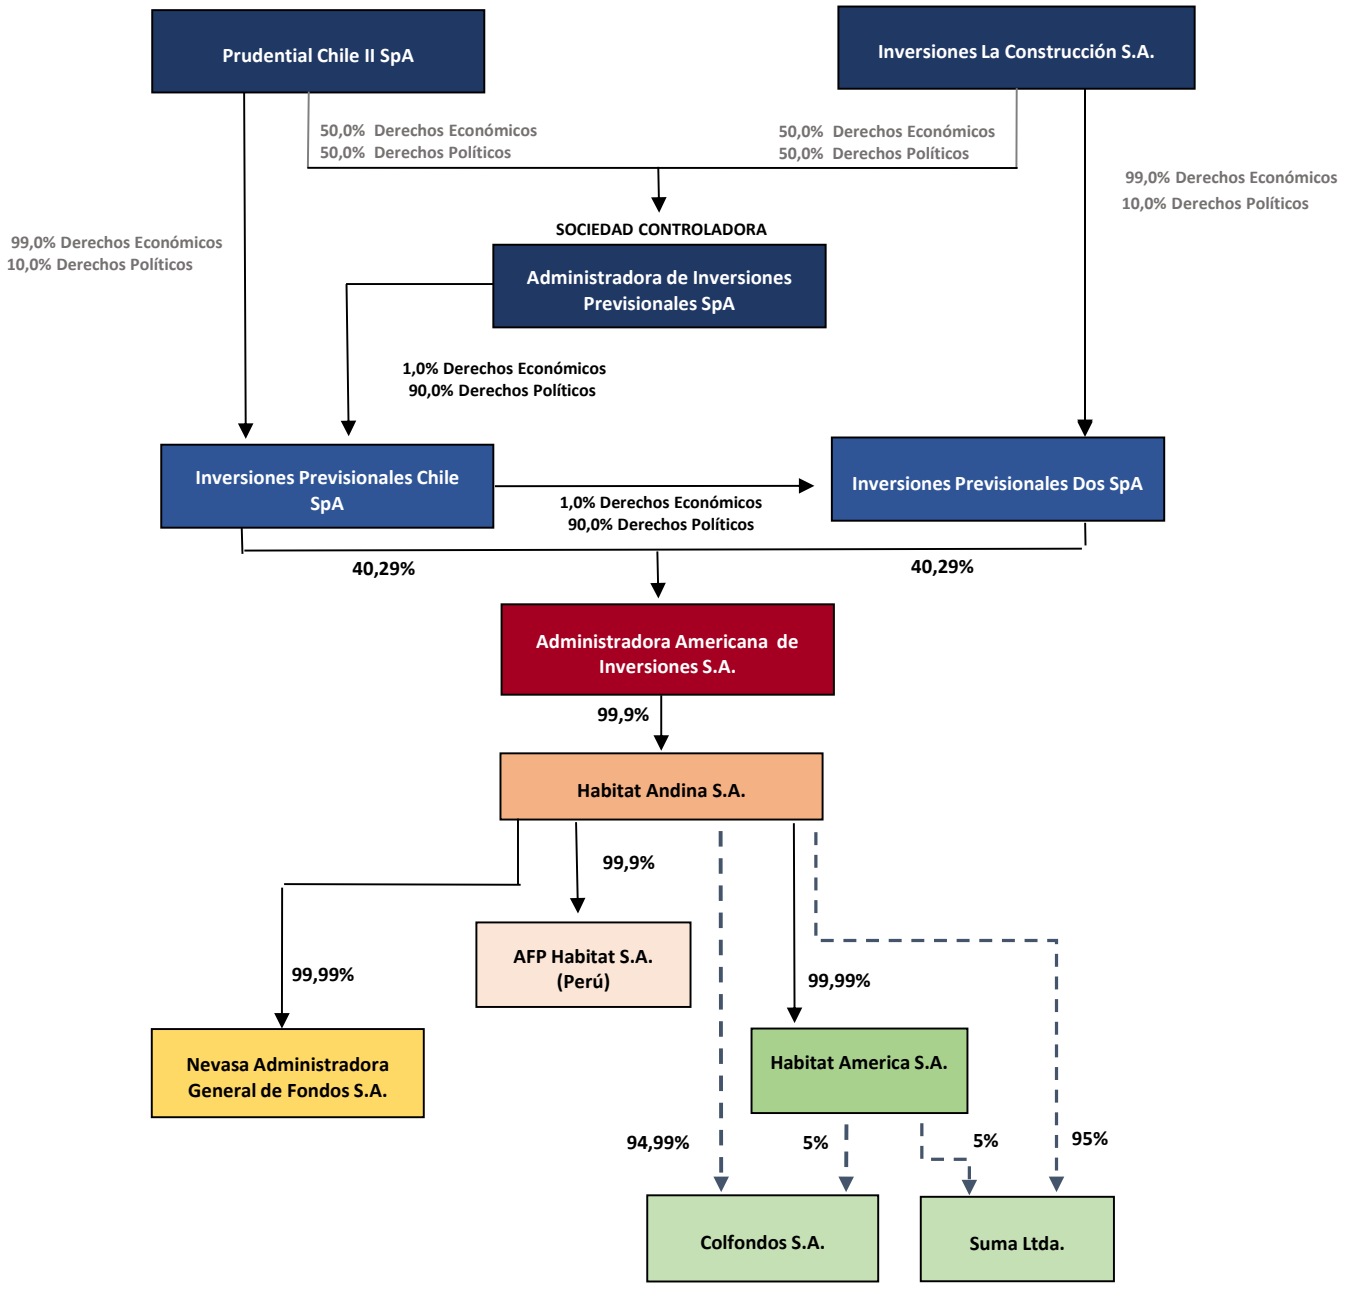 Prudential Chile II SpA
Inversiones La Construcción S.A.
50,0% Derechos Económicos
50,0% Derechos Políticos
50,0% Derechos Económicos
50,0% Derechos Políticos
99,0% Derechos Económicos
10,0% Derechos Políticos
99,0% Derechos Económicos
10,0% Derechos Políticos
SOCIEDAD CONTROLADORA
Administradora de Inversiones
Previsionales SpA
1,0% Derechos Económicos
90,0% Derechos Políticos
Inversiones Previsionales Chile
SpA
1,0% Derechos Económicos
90,0% Derechos Políticos
Inversiones Previsionales Dos SpA
40,29%
40,29%
Administradora Americana de
Inversiones S.A.
99,9%
Habitat Andina S.A.
99,9%
AFP Habitat S.A.
(Perú)
99,99%
99,99%
Nevasa Administradora
General de Fondos S.A.
Habitat America S.A.
94,99%
5%
5%
95%
Colfondos S.A.
Suma Ltda.